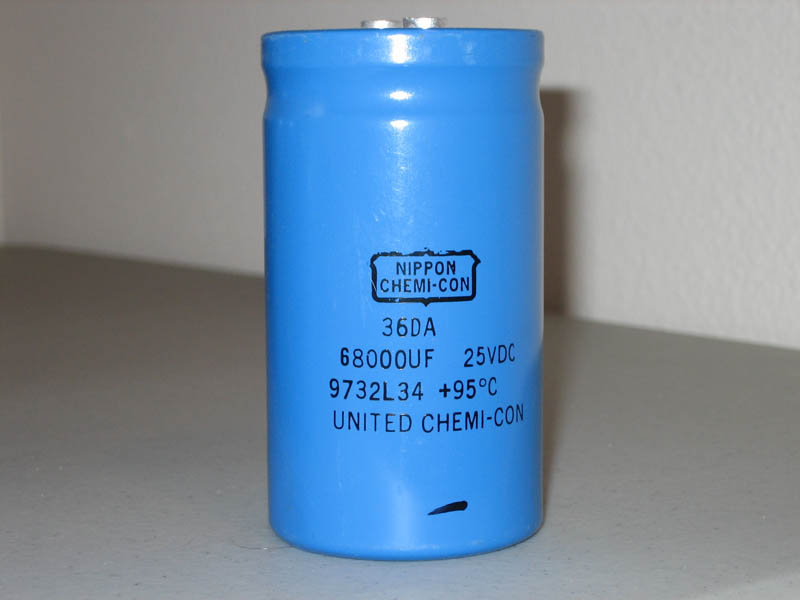 NIPPON
CHEMI-CON
36DA
68000UF 25VDC
9732L34 +95°C
UNITED CHEMI-CON